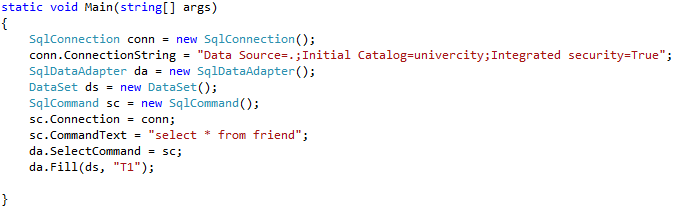 static void Main(string[] args)
{
SqlConnection conn = new SqlConnection();
conn.ConnectionString = "Data Source=.;Initial Catalog=univercity;Integrated security=True";
SqlDataAdapter da = new SqlDataAdapter();
DataSet ds = new DataSet();
SqlCommand sc = new SqlCommand();
sc.Connection = conn;
sc.CommandText = "select * from friend";
da.SelectCommand = sc;
da.Fill(ds, "T1");
}